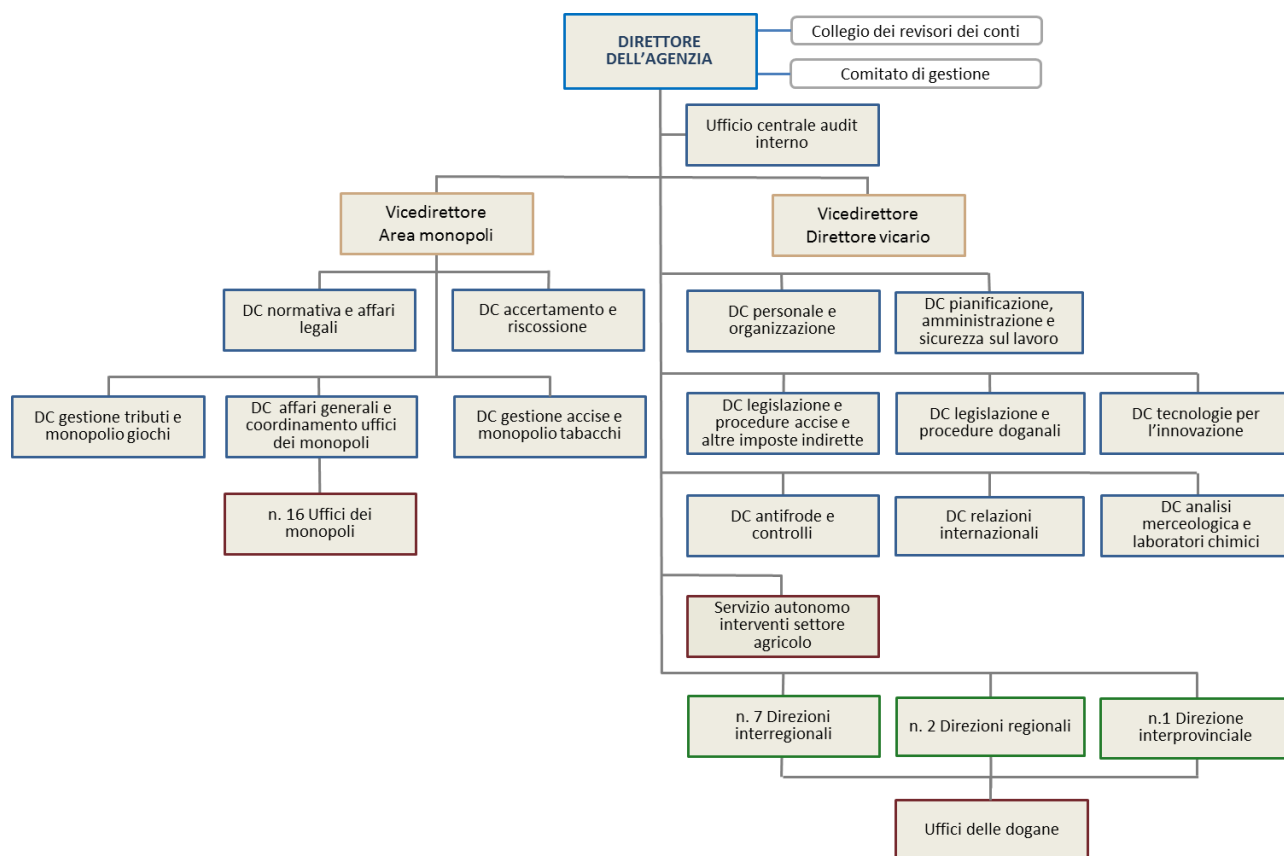 DIRETTORE
DELL'AGENZIA
Collegio dei revisori dei conti
Comitato di gestione
Ufficio centrale audit
interno
Vicedirettore
Area monopoli
Vicedirettore
Direttore vicario
DC normativa e affari
legali
DC accertamento e
riscossione
DC personale e
organizzazione
DC pianificazione,
amministrazione e
sicurezza sul lavoro
DC gestione tributi e
monopolio giochi
DC affari generali e
coordinamento uffici
dei monopoli
DC gestione accise e
monopolio tabacchi
DC legislazione e
procedure accise e
altre imposte indirette
DC legislazione e
procedure doganali
DC tecnologie per
l'innovazione
n. 16 Uffici dei
monopoli
DC antifrode e
controlli
DC relazioni
internazionali
DC analisi
merceologica e
laboratori chimici
Servizio autonomo
interventi settore
agricolo
n. 7 Direzioni
interregionali
n. 2 Direzioni regionali
n.1 Direzione
interprovinciale
Uffici delle dogane